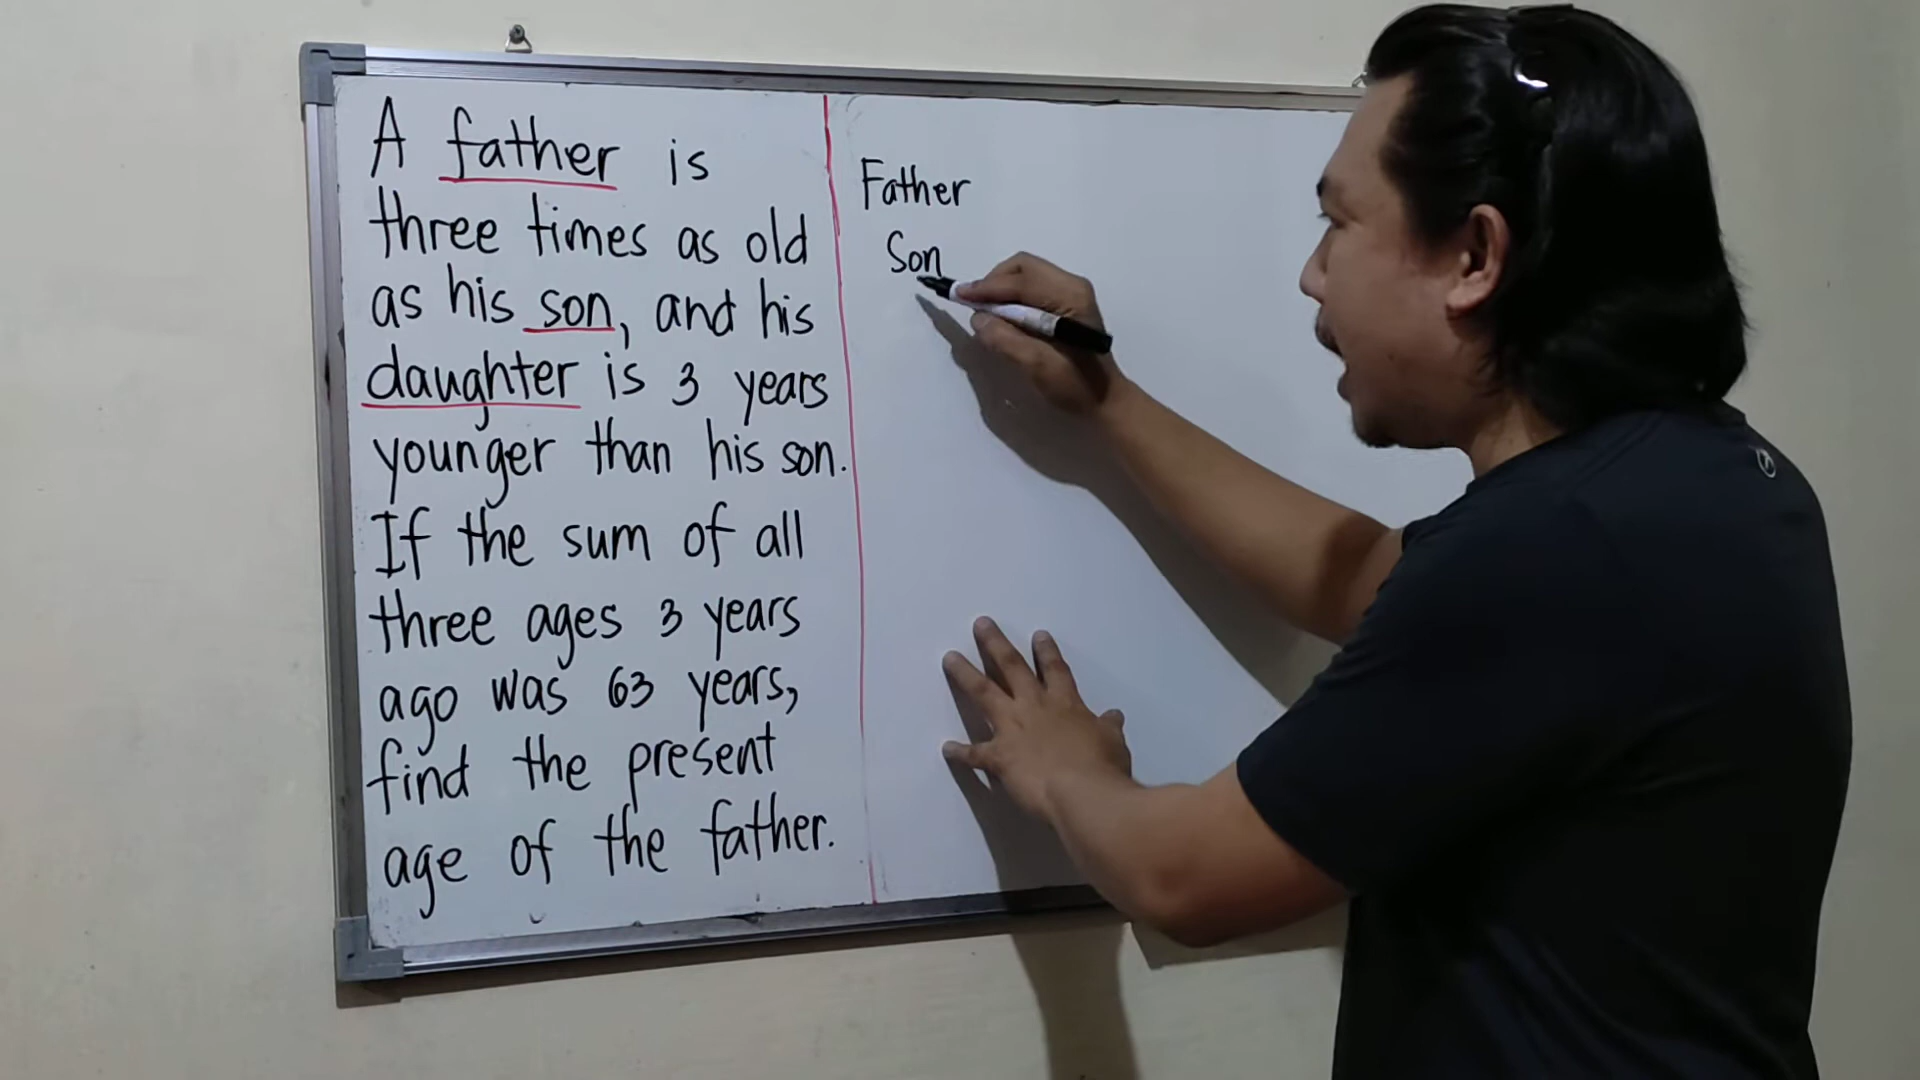 A father is
three times as old
as his son, and his
daughter is 3 years
younger than his son.
If the sum of all
three ages 3 years
ago was 63 years,
find the present
age of the father.
Father
Son